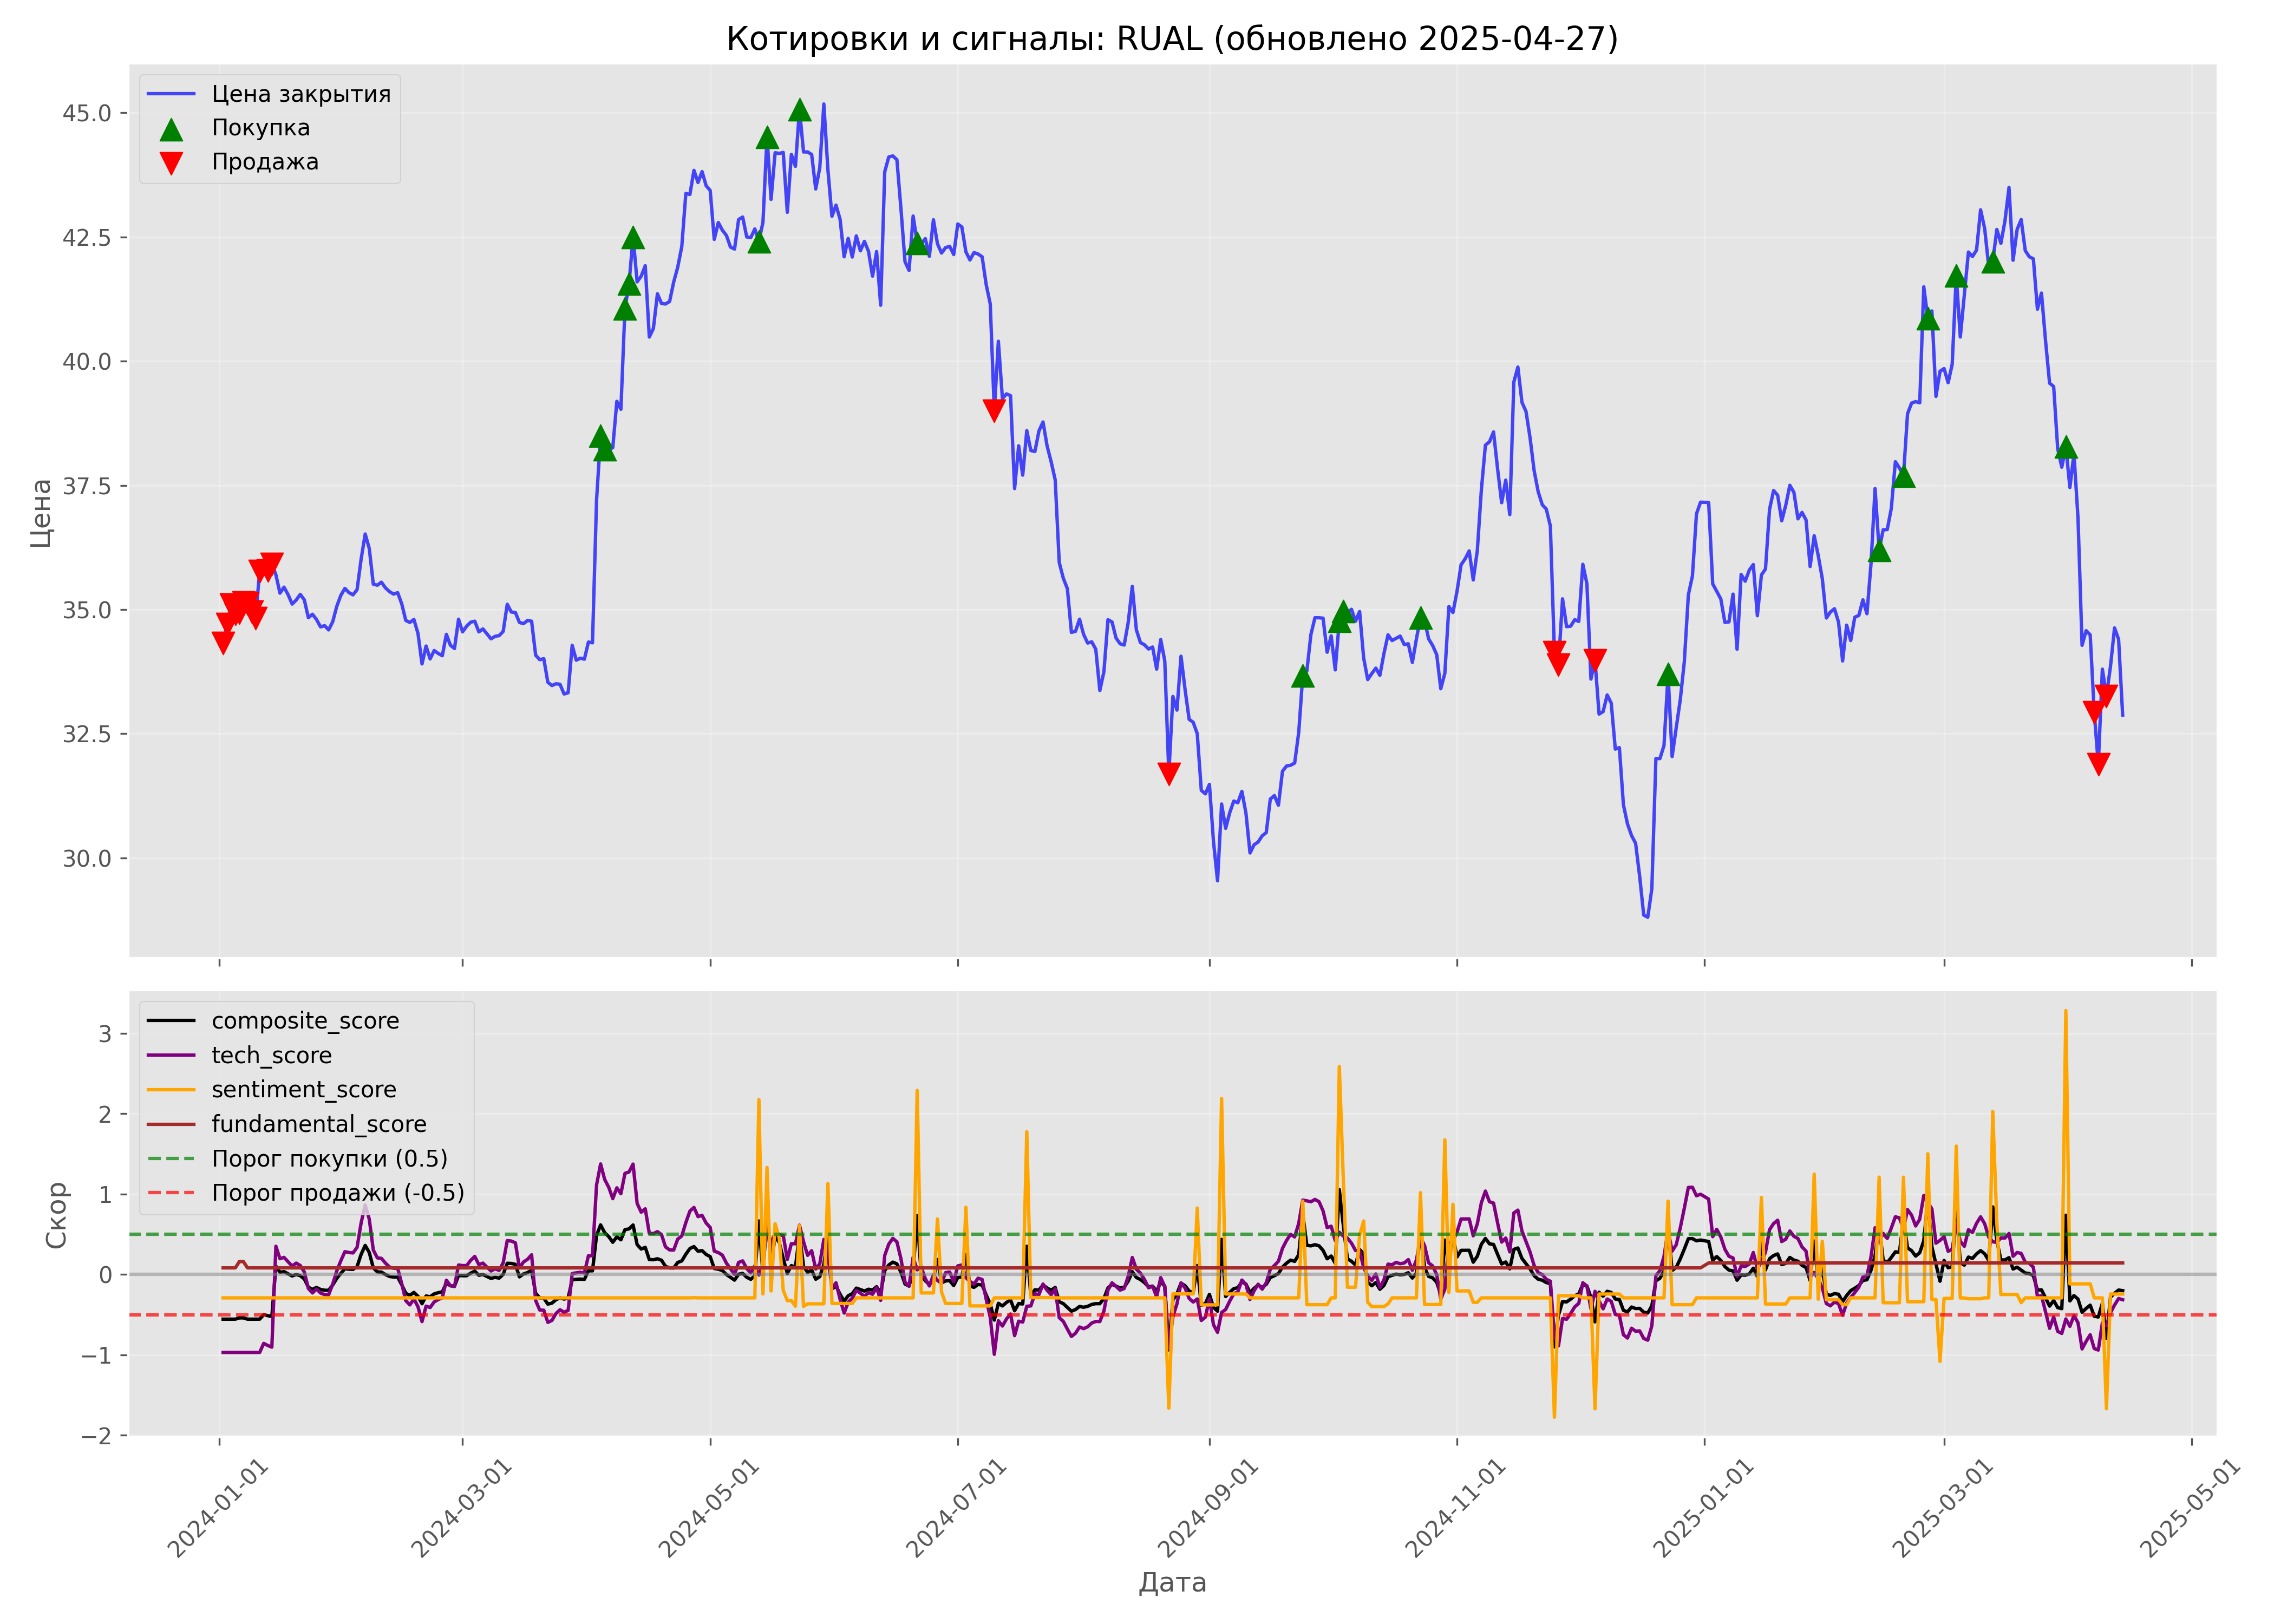 Котировки и сигналы: RUAL (обновлено 2025-04-27)
Цена закрытия
Покупка
Продажа
Цена
45.0
42.5
40.0
37.5
35.0
32.5
30.0
composite_score
tech_score
sentiment_score
fundamental_score
Порог покупки (0.5)
Порог продажи (-0.5)
Скор
3
2
1
0
−1
−2
2024-01-01
2024-03-01
2024-05-01
2024-07-01
2024-09-01
2024-11-01
2025-01-01
2025-03-01
2025-05-01
Дата